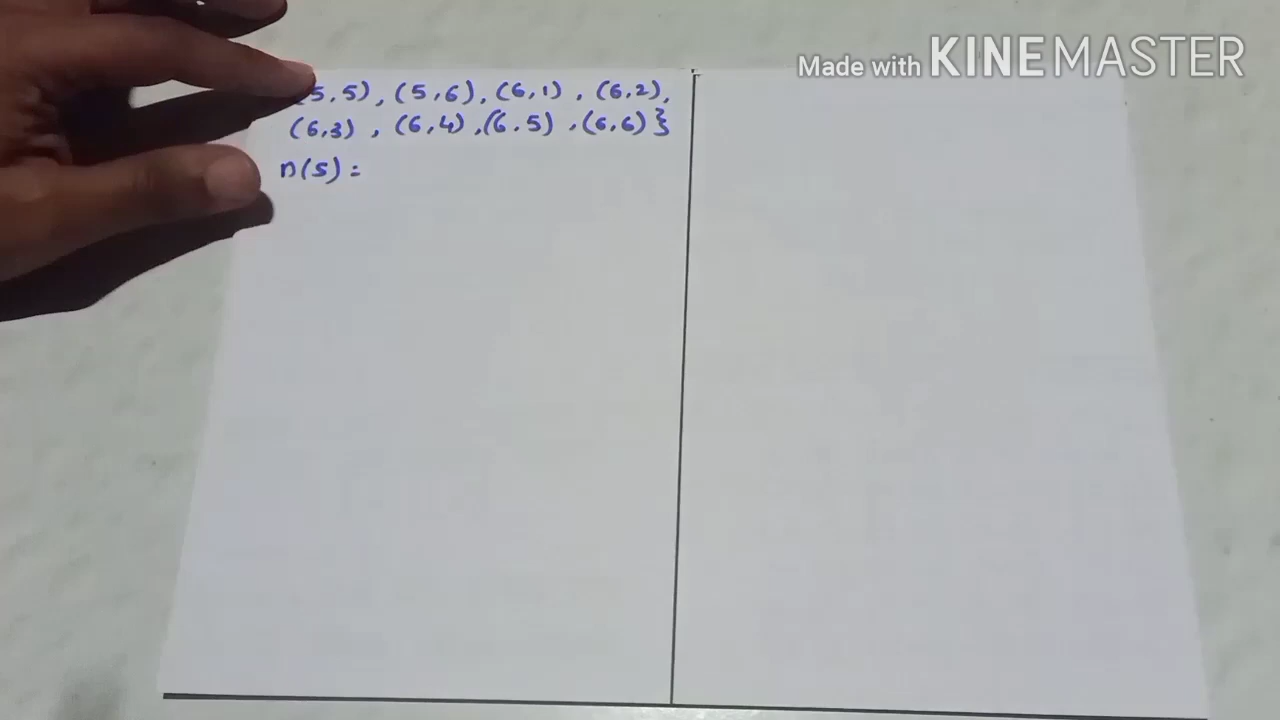 (5,5), (5,6), (6,1), (6,2),
(6,3), (6,4), (6,5), (6,6)}
n(s) =
Made with KINEMASTER